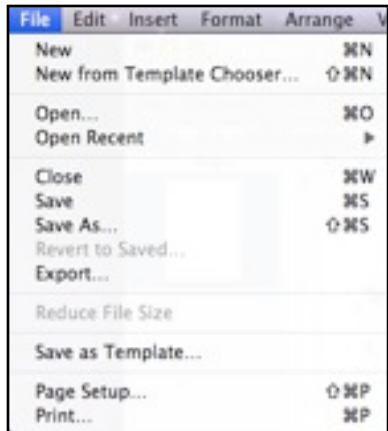 File Edit Insert Format Arrange V
New ⌘N
New from Template Chooser... ⇧⌘N
Open... ⌘O
Open Recent ▶
Close ⌘W
Save ⌘S
Save As... ⇧⌘S
Revert to Saved...
Export...
Reduce File Size
Save as Template...
Page Setup... ⇧⌘P
Print... ⌘P